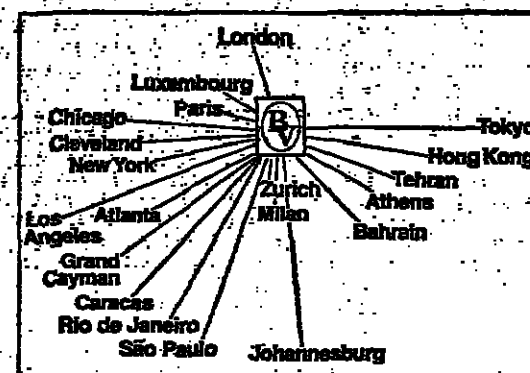 London
Luxembourg
Paris
Chicago
BV
Tokyo
Cleveland
Hong Kong
New York
Tehran
Zurich
Athens
Los Angeles
Atlanta
Milan
Bahrain
Grand
Cayman
Caracas
Rio de Janeiro
São Paulo
Johannesburg